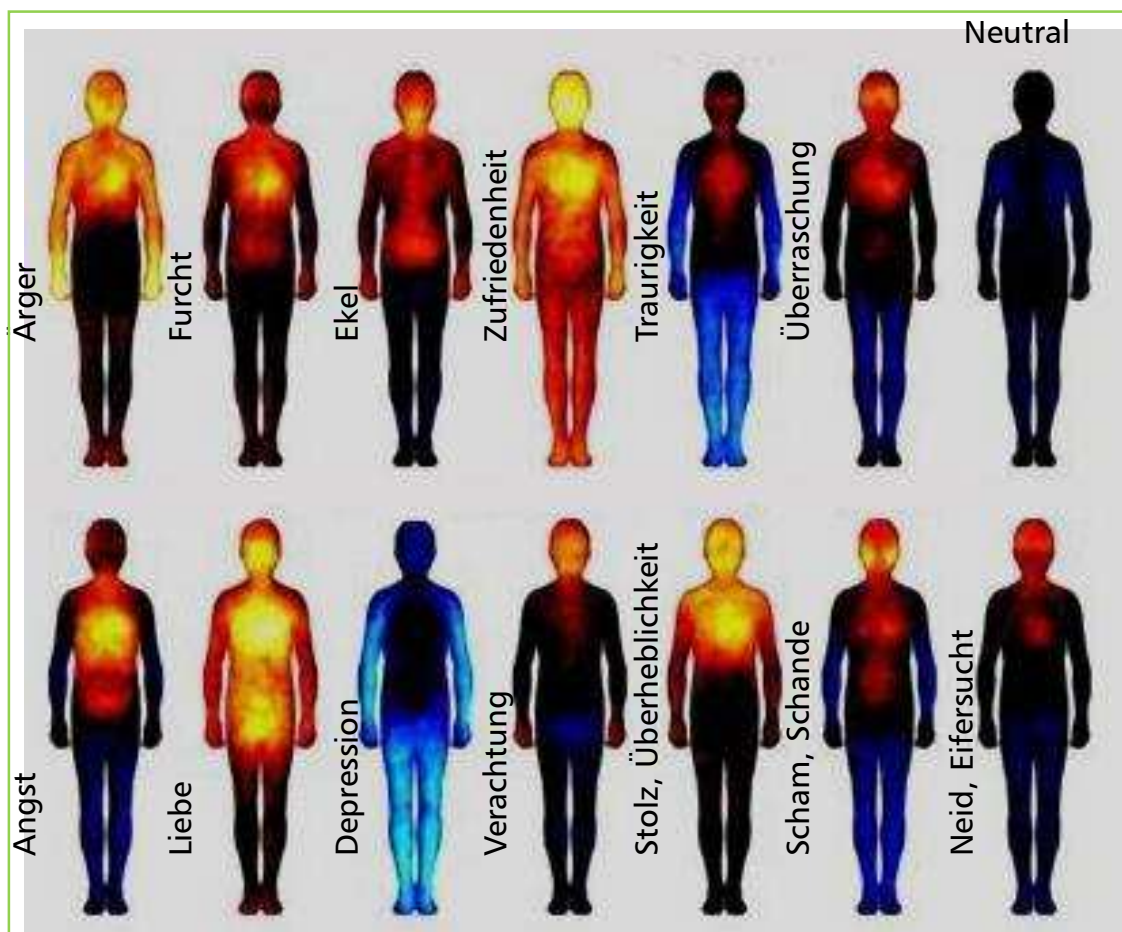 Neutral
Ärger
Furcht
Ekel
Zufriedenheit
Traurigkeit
Überraschung
Angst
Liebe
Depression
Verachtung
Stolz, Überheblichkeit
Scham, Schande
Neid, Eifersucht